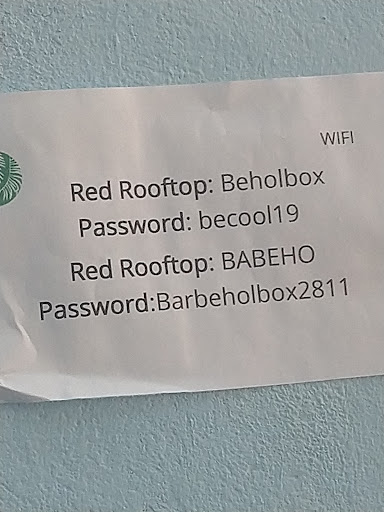 WIFI
Red Rooftop: Beholbox
Password: becool19
Red Rooftop: BABEHO
Password:Barbeholbox2811